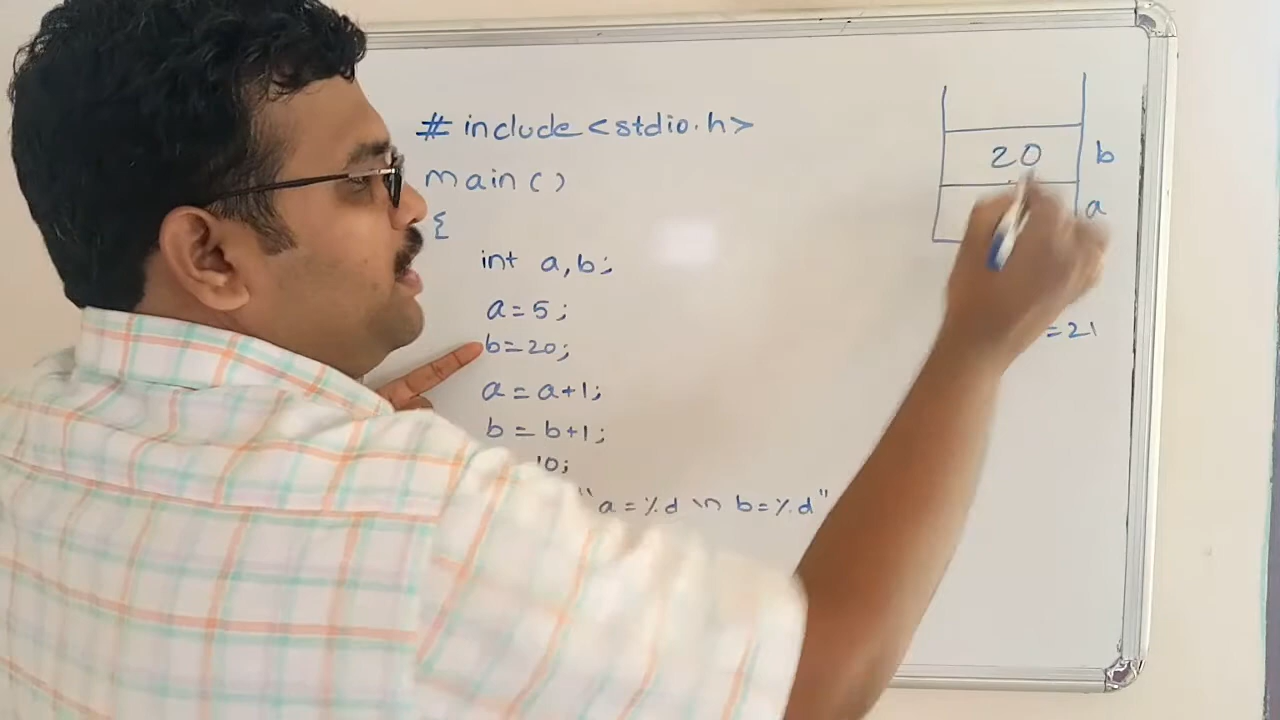 # include <stdio.h>
main ( )
{
int a, b;
a = 5 ;
b = 20;
a = a+1;
b = b+1;
10;
"a = %d \n b = %d"
20 b
a
= 21